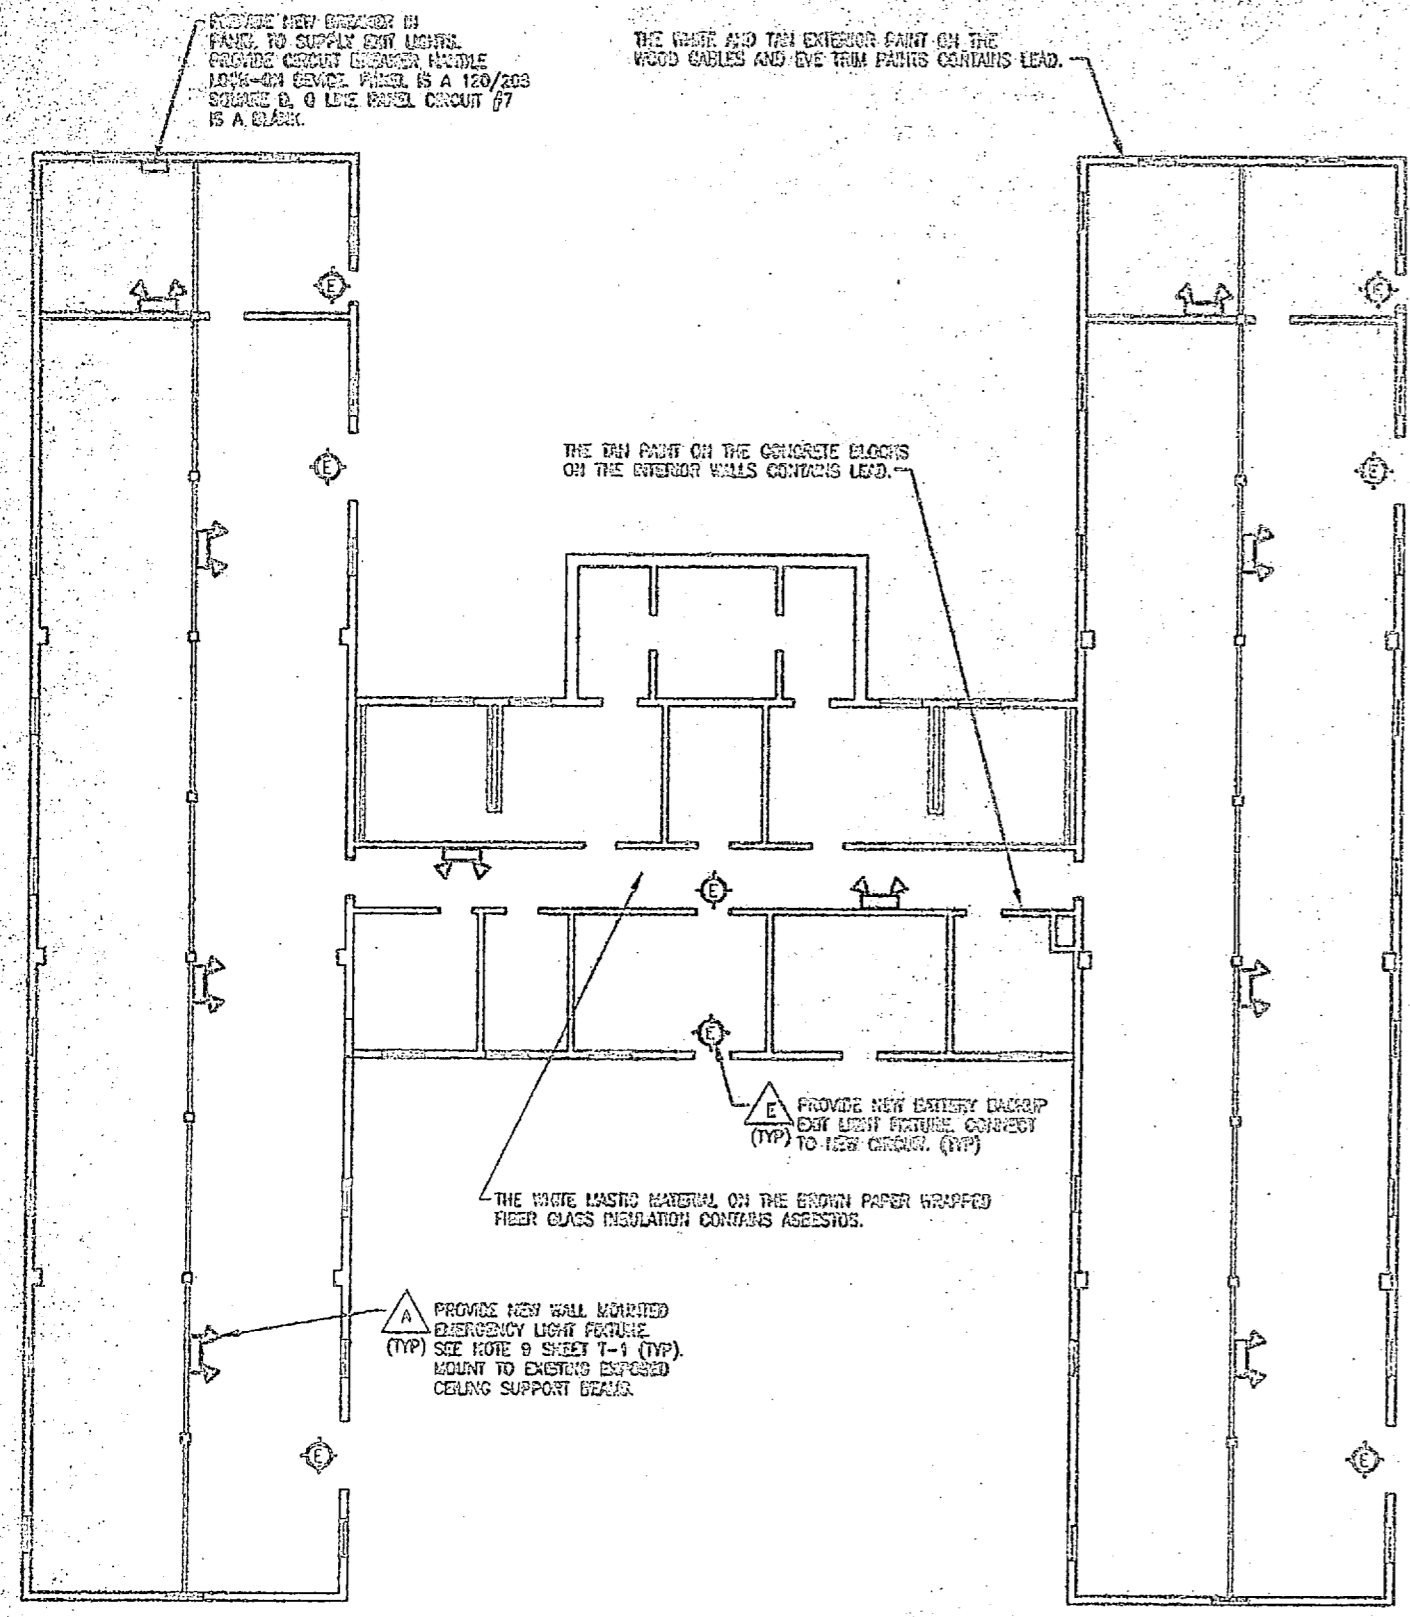 PROVIDE NEW BREAKER IN
PANEL TO SUPPLY EXIT LIGHTS.
PROVIDE CIRCUIT BREAKER HANDLE
LOCK-ON DEVICE. PANEL IS A 120/208
SQUARE D, Q LINE PANEL CIRCUIT #7
IS A BLANK.
THE WHITE AND TAN EXTERIOR PAINT ON THE
WOOD GABLES AND EVE TRIM PAINTS CONTAINS LEAD.
E
E
E
E
THE TAN PAINT ON THE CONCRETE BLOCKS
ON THE INTERIOR WALLS CONTAINS LEAD.
E
E
E
(TYP)
PROVIDE NEW BATTERY BACKUP
EXIT LIGHT FIXTURE. CONNECT
TO NEW CIRCUIT. (TYP)
THE WHITE MASTIC MATERIAL ON THE BROWN PAPER WRAPPED
FIBER GLASS INSULATION CONTAINS ASBESTOS.
A
(TYP)
PROVIDE NEW WALL MOUNTED
EMERGENCY LIGHT FIXTURE.
SEE NOTE 9 SHEET T-1 (TYP).
MOUNT TO EXISTING EXPOSED
CEILING SUPPORT BEAMS.
E
E